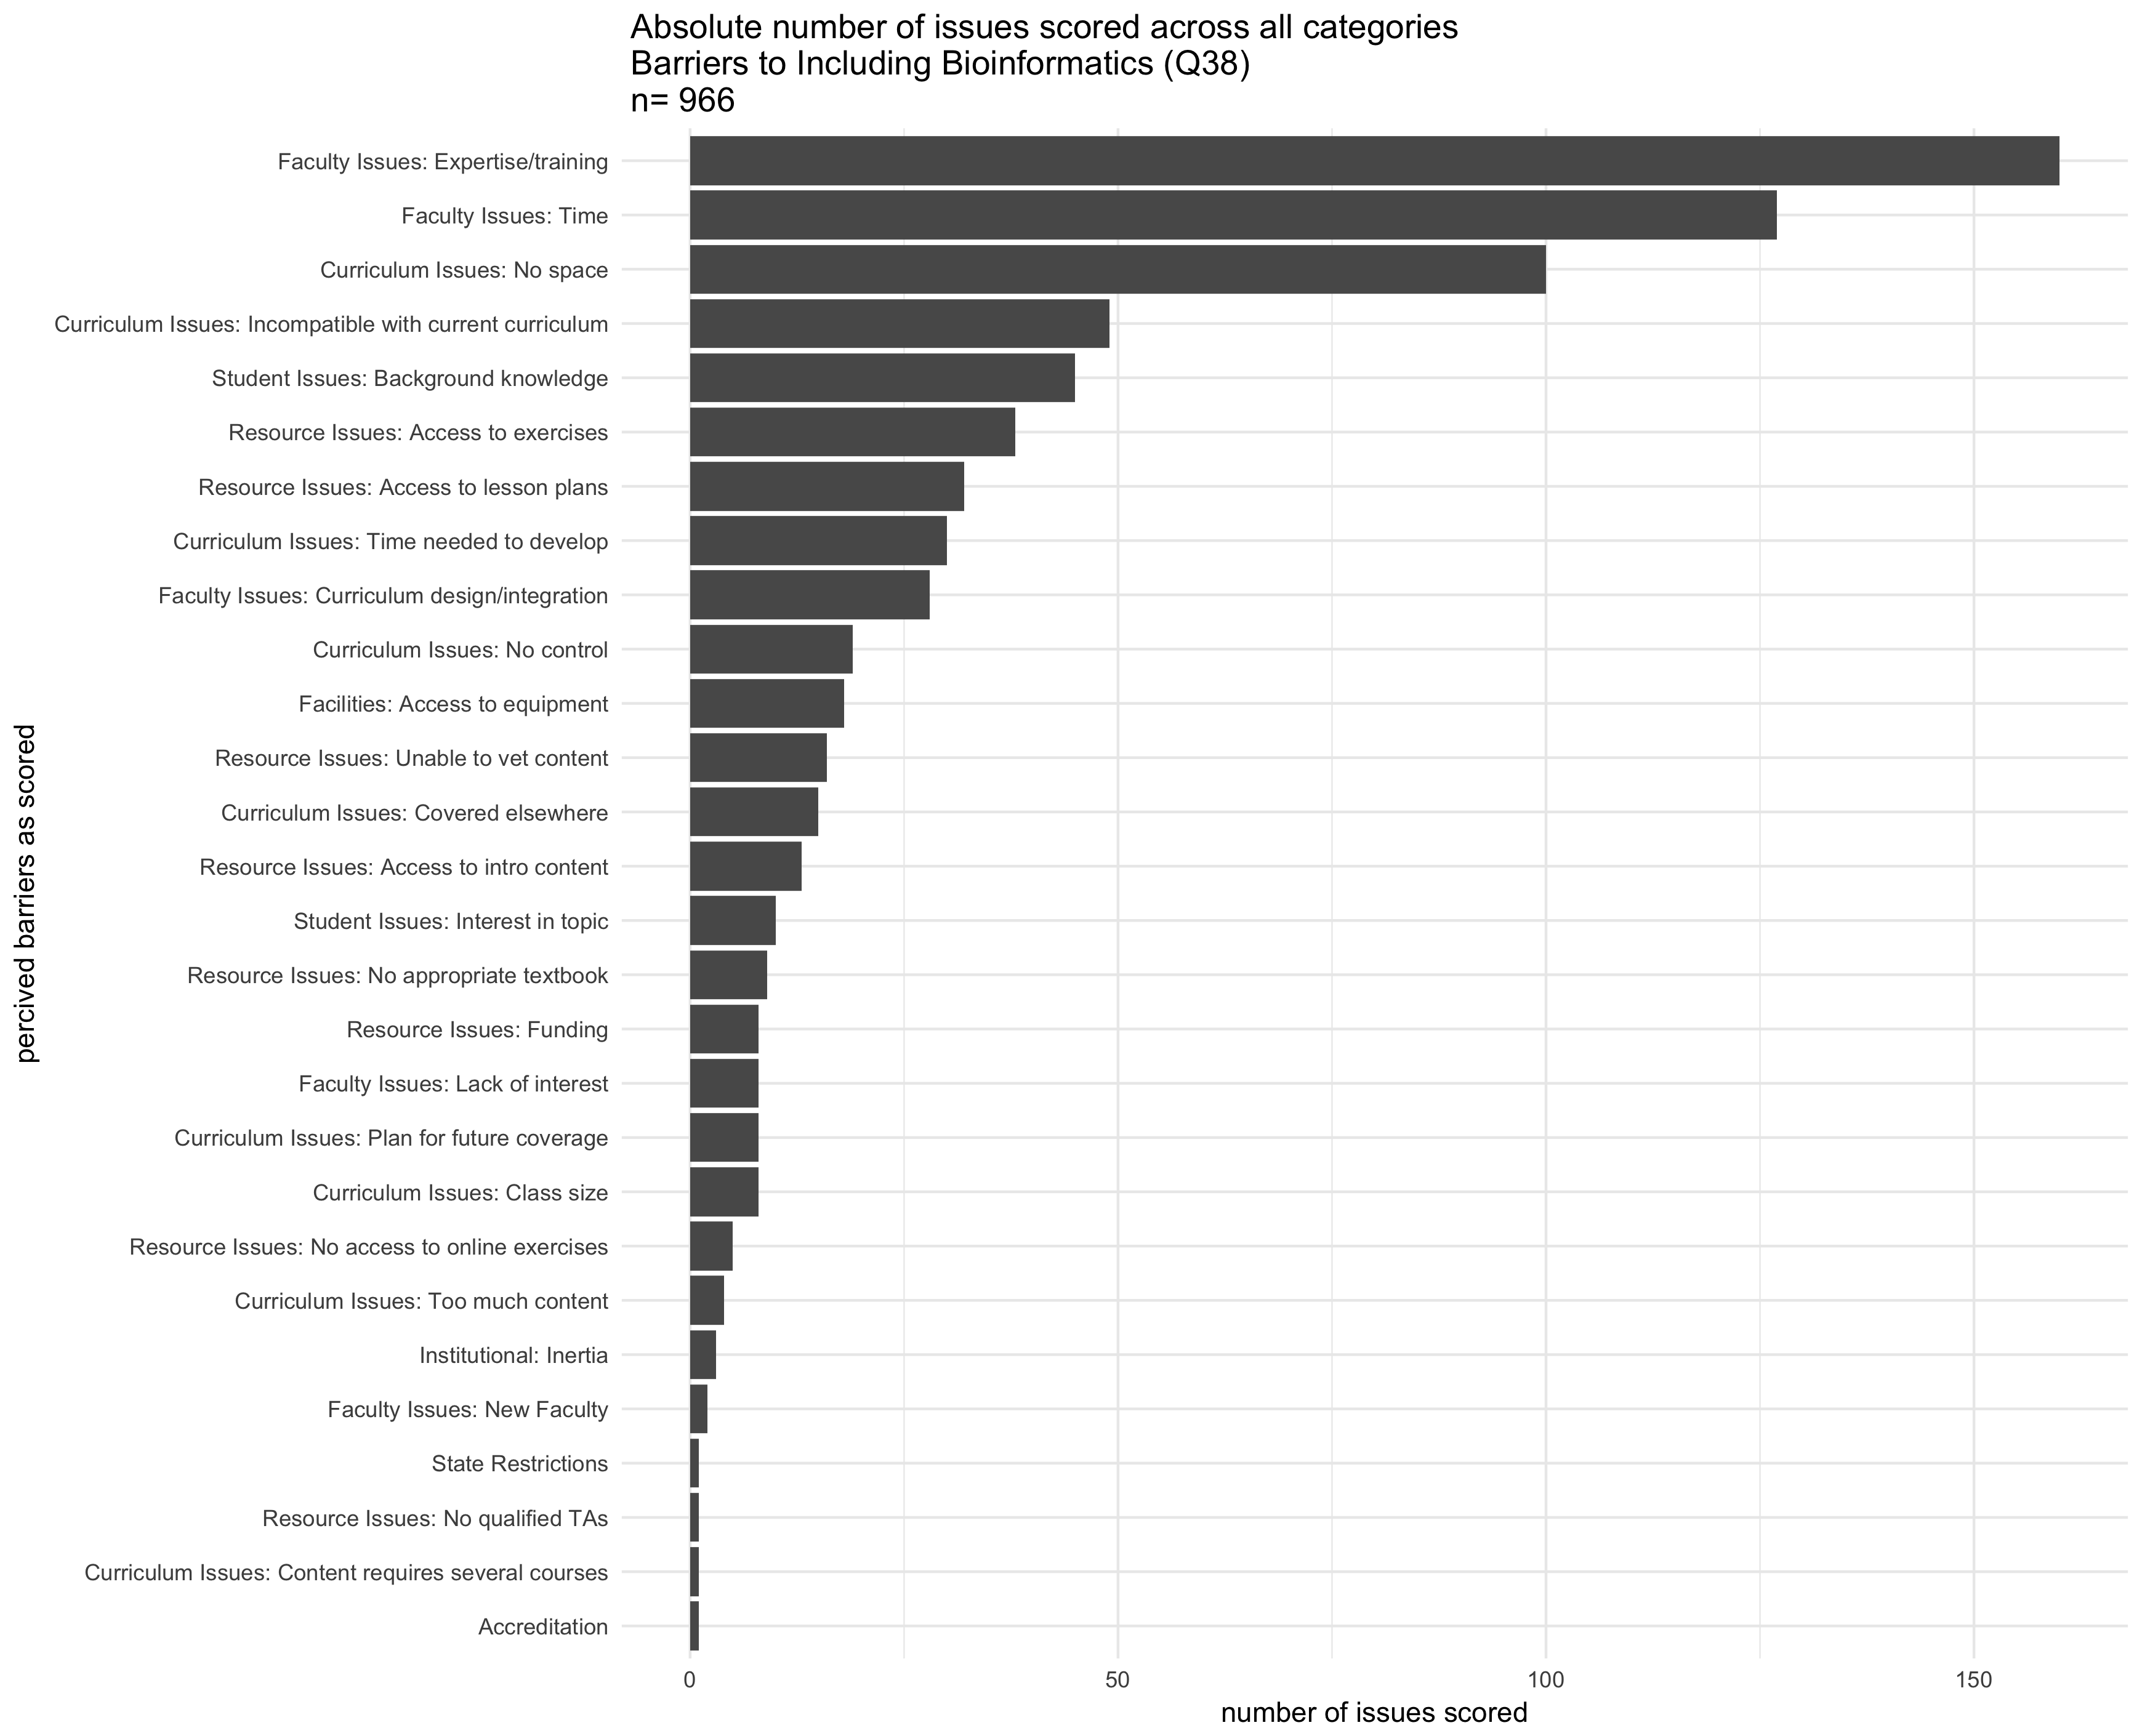 Absolute number of issues scored across all categories
Barriers to Including Bioinformatics (Q38)
n= 966
percived barriers as scored
Faculty Issues: Expertise/training
Faculty Issues: Time
Curriculum Issues: No space
Curriculum Issues: Incompatible with current curriculum
Student Issues: Background knowledge
Resource Issues: Access to exercises
Resource Issues: Access to lesson plans
Curriculum Issues: Time needed to develop
Faculty Issues: Curriculum design/integration
Curriculum Issues: No control
Facilities: Access to equipment
Resource Issues: Unable to vet content
Curriculum Issues: Covered elsewhere
Resource Issues: Access to intro content
Student Issues: Interest in topic
Resource Issues: No appropriate textbook
Resource Issues: Funding
Faculty Issues: Lack of interest
Curriculum Issues: Plan for future coverage
Curriculum Issues: Class size
Resource Issues: No access to online exercises
Curriculum Issues: Too much content
Institutional: Inertia
Faculty Issues: New Faculty
State Restrictions
Resource Issues: No qualified TAs
Curriculum Issues: Content requires several courses
Accreditation
0 50 100 150
number of issues scored